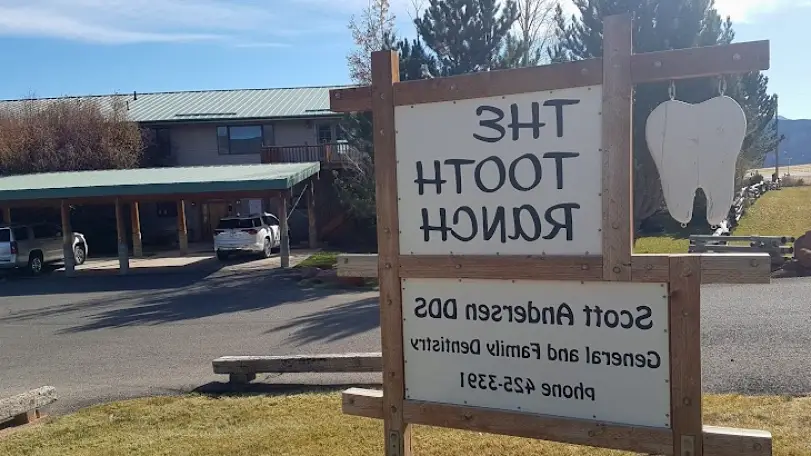 THE
TOOTH
RANCH
Scott Andersen DDS
General and Family Dentistry
phone 425-3391